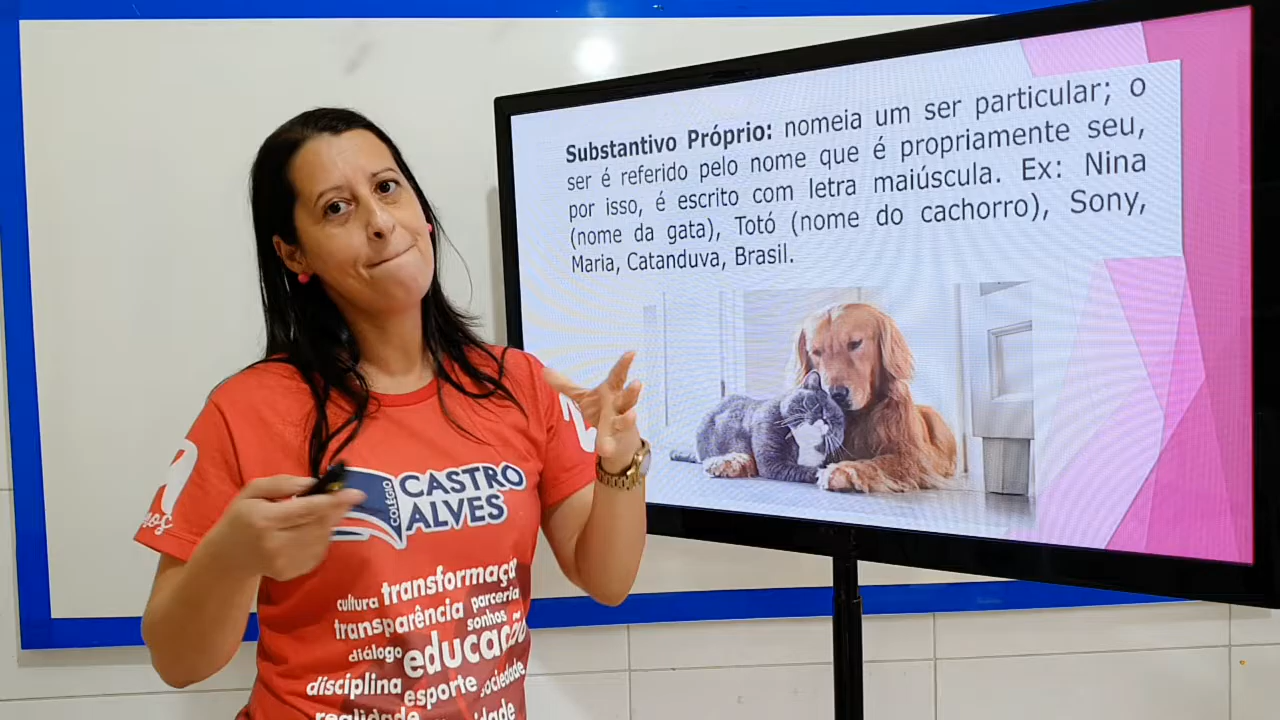 Substantivo Próprio: nomeia um ser particular; o
ser é referido pelo nome que é propriamente seu,
por isso, é escrito com letra maiúscula. Ex: Nina
(nome da gata), Totó (nome do cachorro), Sony,
Maria, Catanduva, Brasil.
COLÉGIO
CASTRO
ALVES
cultura transformaçã
transparência parceria
sonhos
diálogo educação
disciplina esporte sociedade
realidade